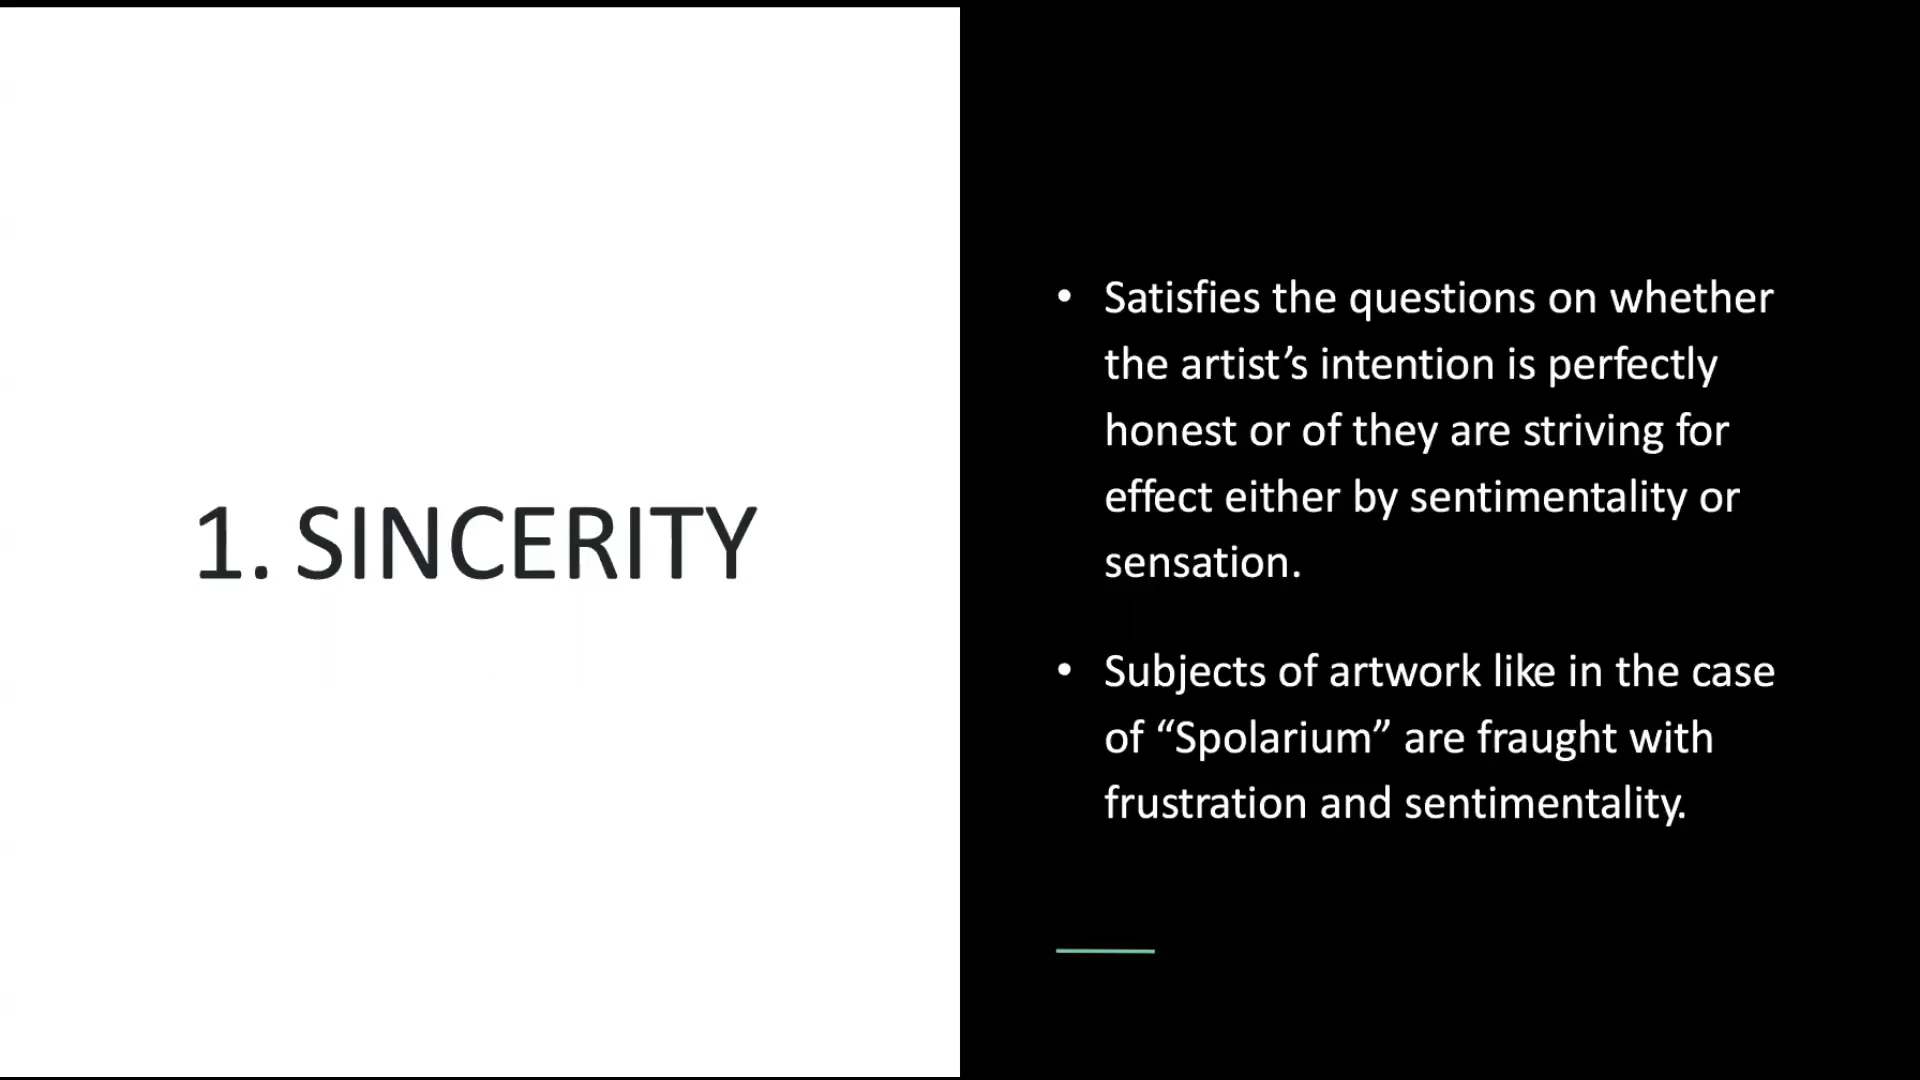 1. SINCERITY
• Satisfies the questions on whether
the artist’s intention is perfectly
honest or of they are striving for
effect either by sentimentality or
sensation.
• Subjects of artwork like in the case
of “Spolarium” are fraught with
frustration and sentimentality.